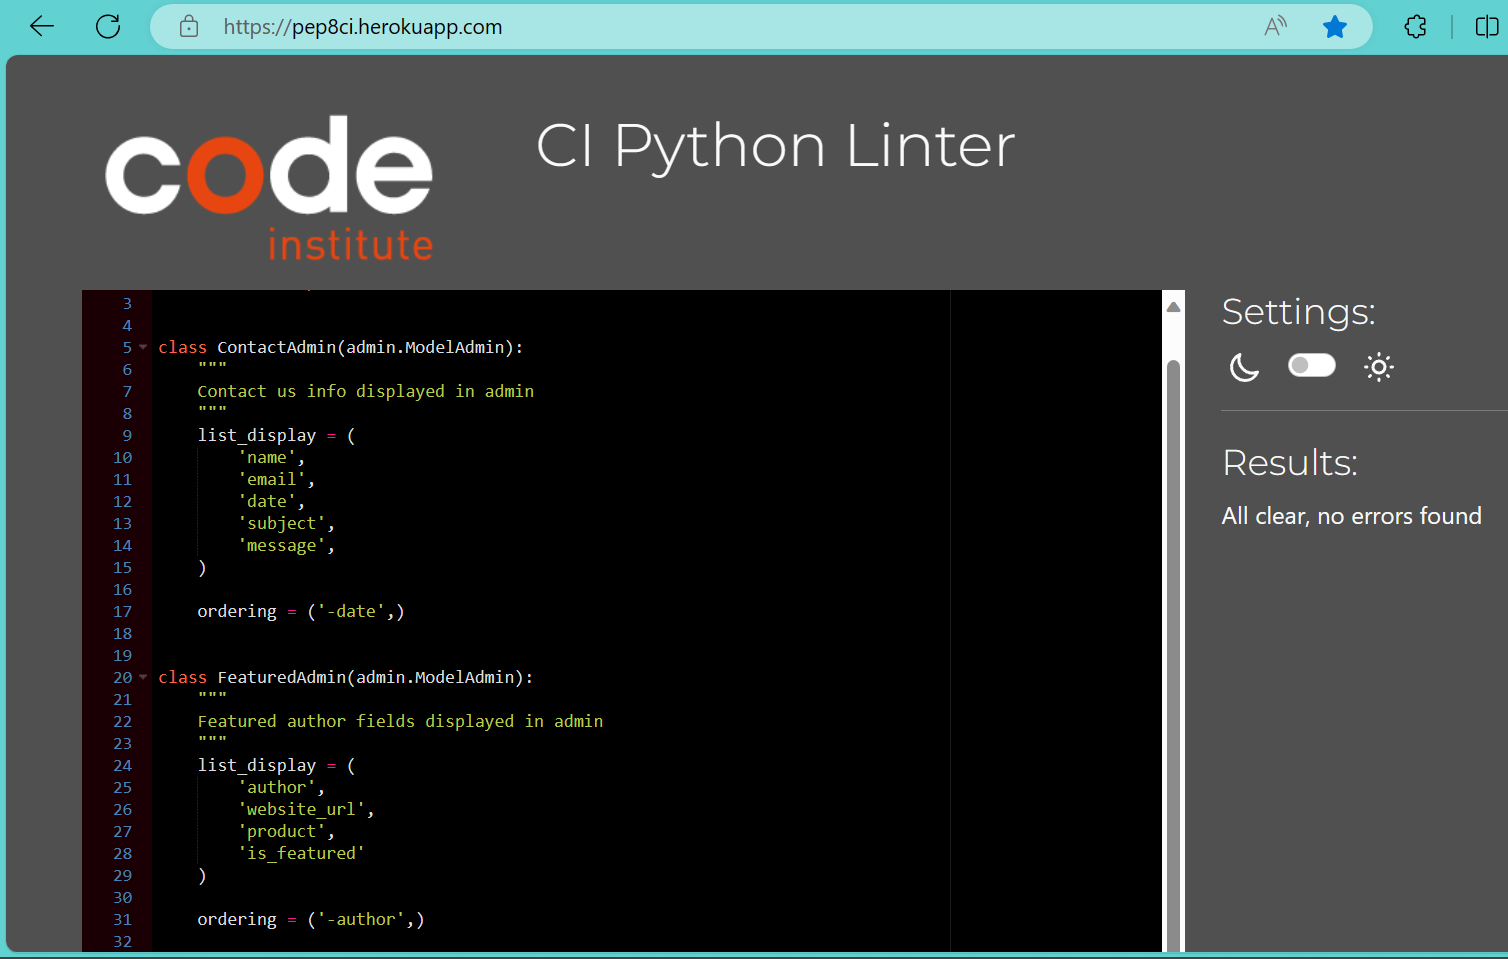 https://pep8ci.herokuapp.com
code
institute
CI Python Linter
3
4
5 class ContactAdmin(admin.ModelAdmin):
6     """
7     Contact us info displayed in admin
8     """
9     list_display = (
10         'name',
11         'email',
12         'date',
13         'subject',
14         'message',
15     )
16
17     ordering = ('-date',)
18
19
20 class FeaturedAdmin(admin.ModelAdmin):
21     """
22     Featured author fields displayed in admin
23     """
24     list_display = (
25         'author',
26         'website_url',
27         'product',
28         'is_featured'
29     )
30
31     ordering = ('-author',)
32
Settings:
Results:
All clear, no errors found